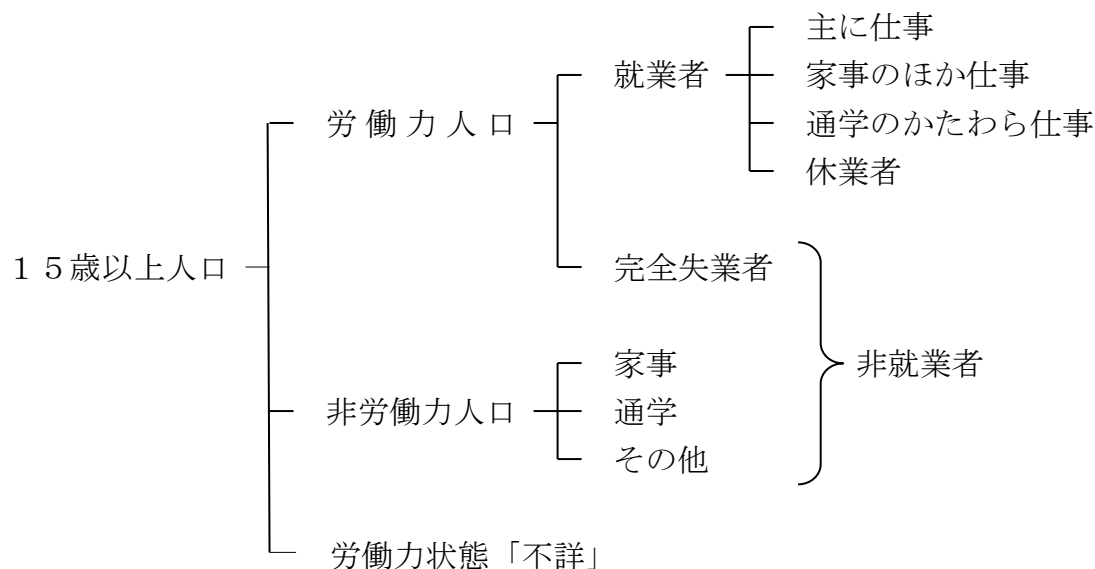 主に仕事
就業者
家事のほか仕事
労働力人口
通学のかたわら仕事
休業者
15歳以上人口
完全失業者
家事
非就業者
非労働力人口
通学
その他
労働力状態「不詳」